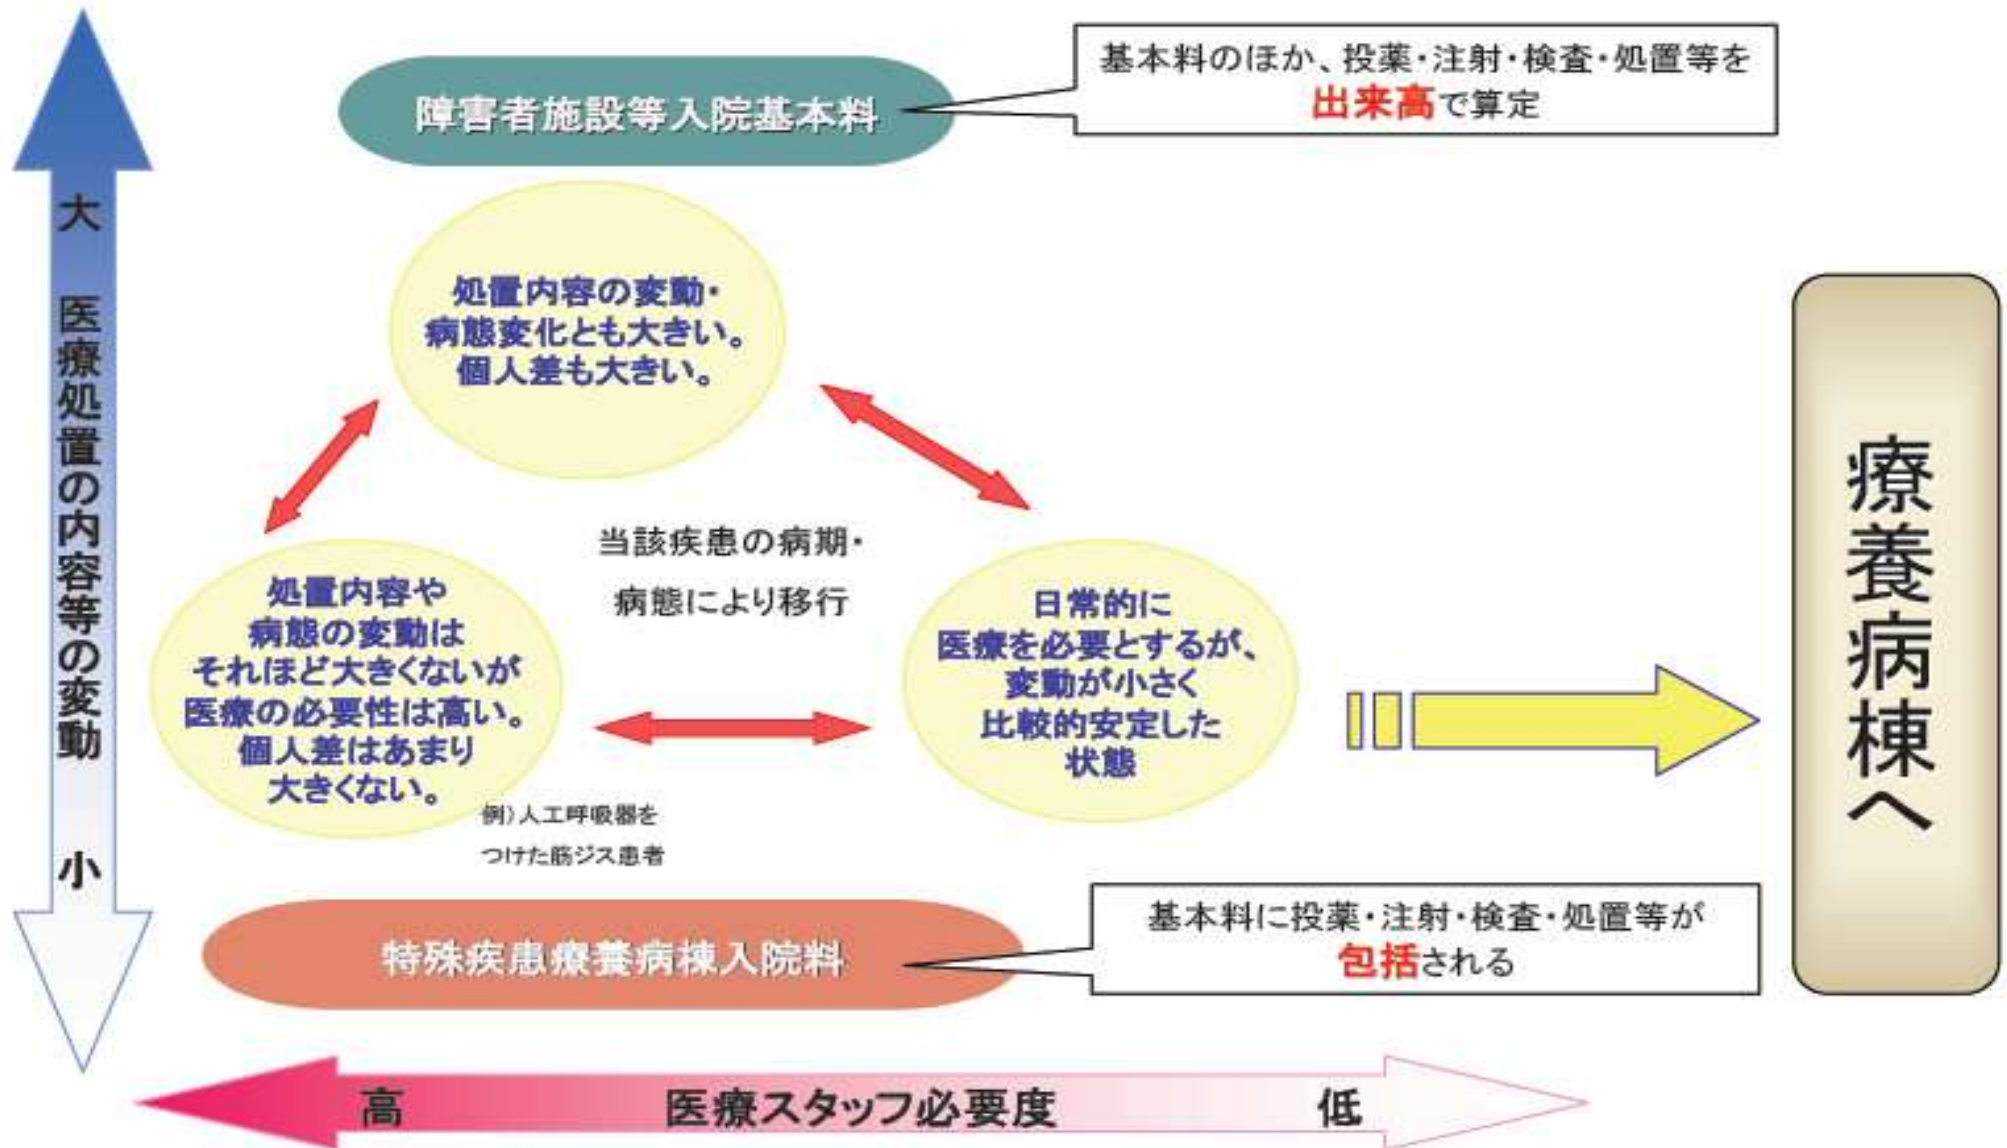 大 医療処置の内容等の変動 小
障害者施設等入院基本料
基本料のほか、投薬・注射・検査・処置等を
出来高で算定
処置内容の変動・
病態変化とも大きい。
個人差も大きい。
当該疾患の病期・
病態により移行
処置内容や
病態の変動は
それほど大きくないが
医療の必要性は高い。
個人差はあまり
大きくない。
例）人工呼吸器を
つけた筋ジス患者
日常的に
医療を必要とするが、
変動が小さく
比較的安定した
状態
療養病棟へ
特殊疾患療養病棟入院料
基本料に投薬・注射・検査・処置等が
包括される
高 医療スタッフ必要度 低